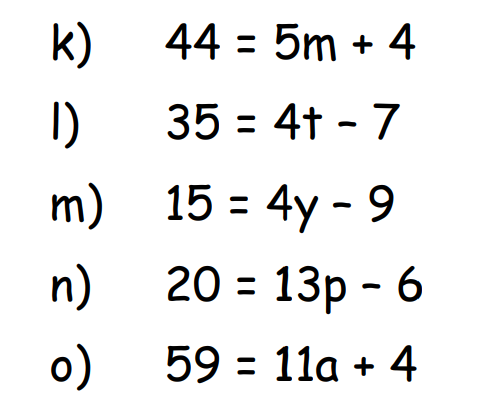 k) 44 = 5m + 4
l) 35 = 4t – 7
m) 15 = 4y – 9
n) 20 = 13p – 6
o) 59 = 11a + 4